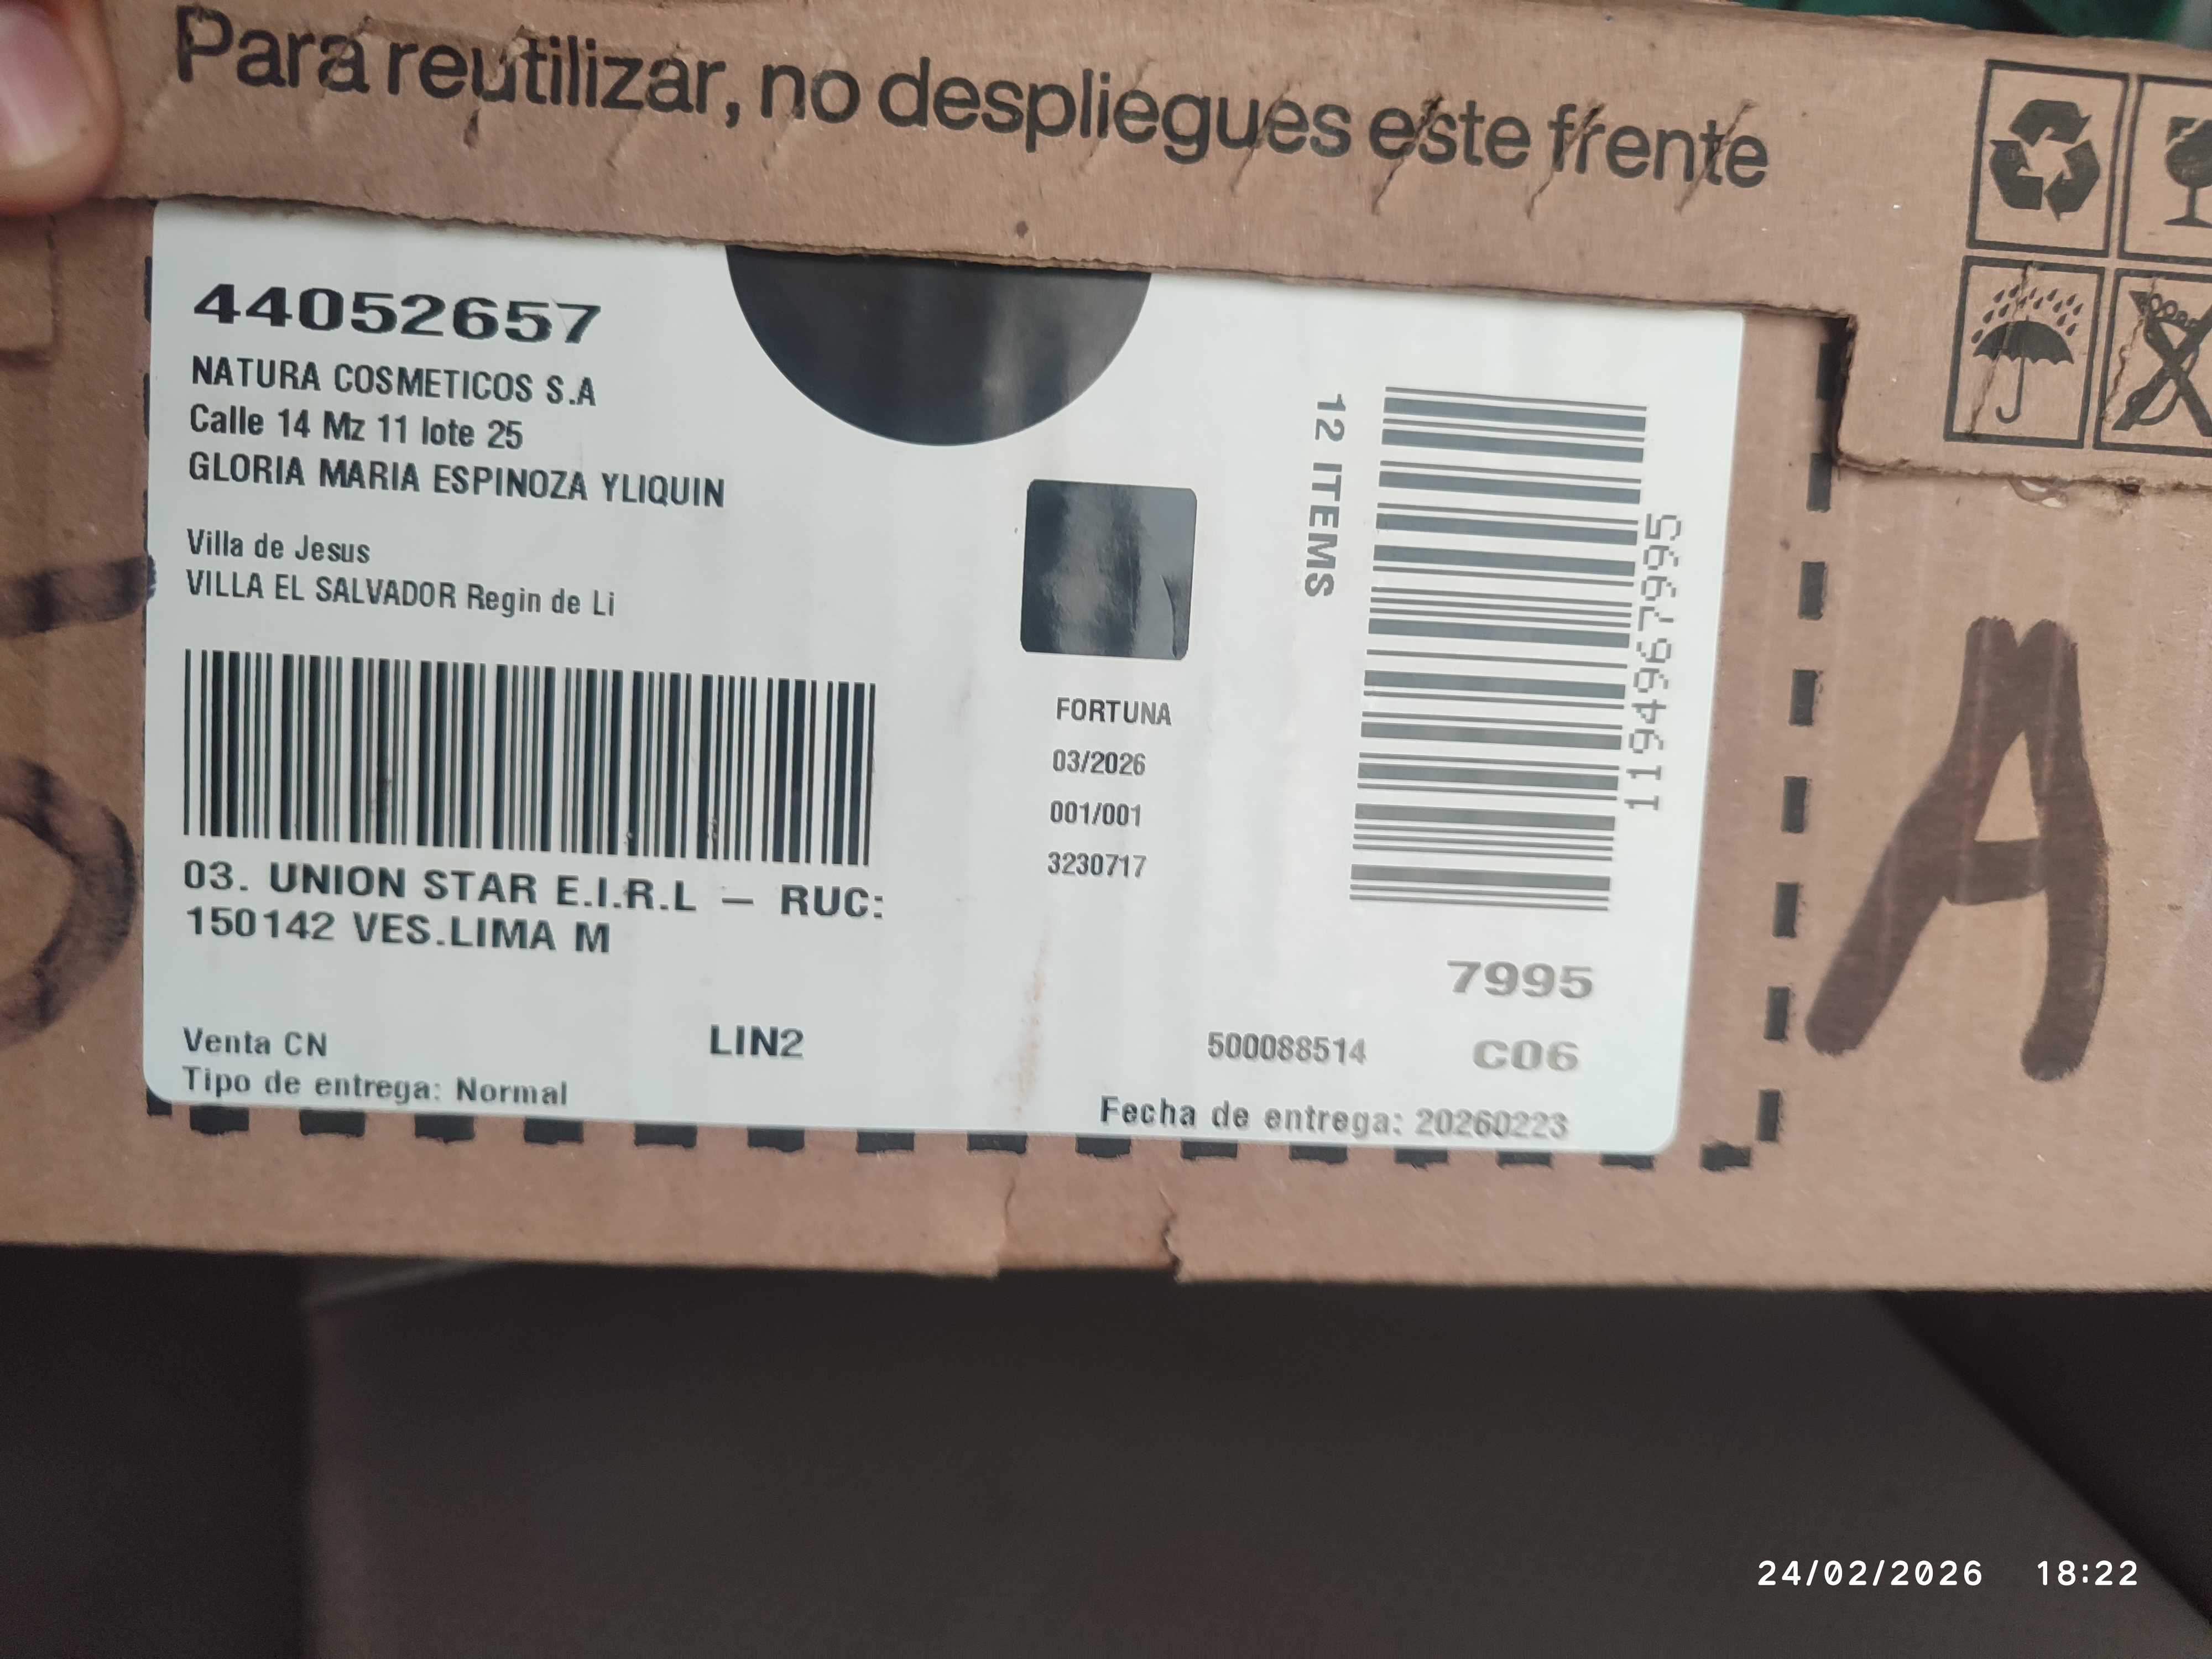 Para reutilizar, no despliegues este frente
44052657
NATURA COSMETICOS S.A
Calle 14 Mz 11 lote 25
GLORIA MARIA ESPINOZA YLIQUIN
Villa de Jesus
VILLA EL SALVADOR Regin de Li
03. UNION STAR E.I.R.L – RUC:
150142 VES.LIMA M
Venta CN
LIN2
Tipo de entrega: Normal
FORTUNA
03/2026
001/001
3230717
12 ITEMS
1194967995
7995
500088514
C06
Fecha de entrega: 20260223
A
24/02/2026 18:22